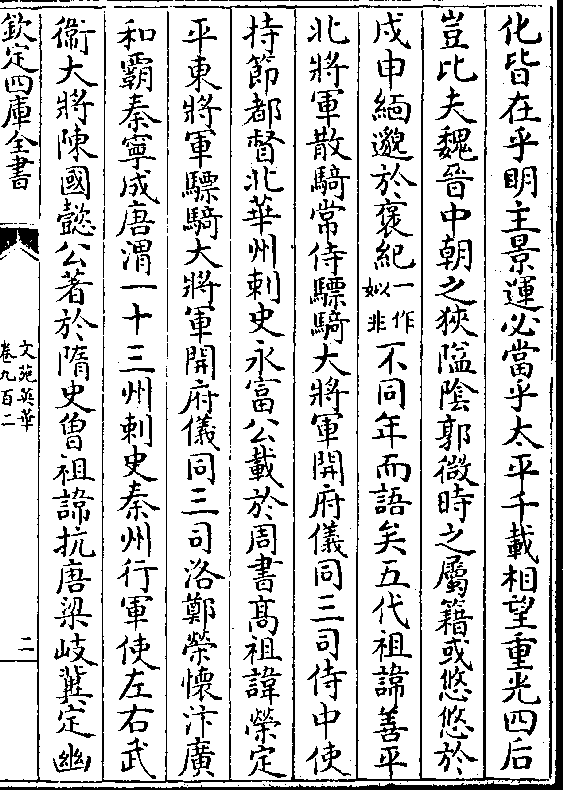 化皆在乎明主景運必當乎太平千載相望重光四后
豈比夫魏晉中朝之狹隘陰郭微時之屬籍或悠悠於
戍申緬邈於褒紀一作姒非不同年而語矣五代祖諱善平
北將軍散騎常侍驃騎大將軍開府儀同三司侍中使
持節都督北華州刺史永富公載於周書髙祖諱榮定
平東將軍驃騎大將軍開府儀同三司洛鄭榮懷汴廣
和霸秦寧成唐渭一十三州刺史秦州行軍使左右武
衞大將陳國懿公著於隋史曾祖諱抗唐梁岐冀定幽
欽定四庫全書
文苑英華
卷九百二
二